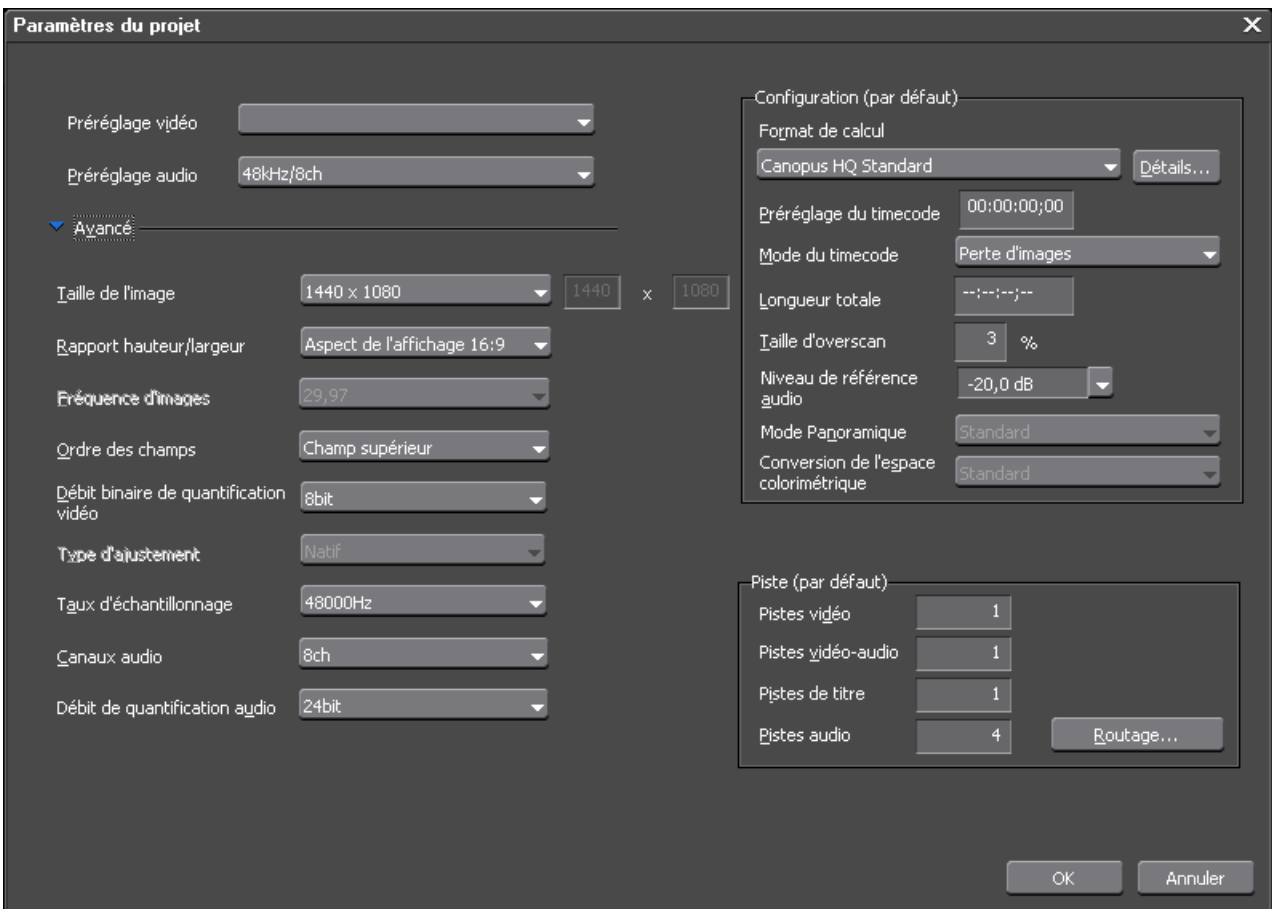 Paramètres du projet
Préréglage vidéo
Préréglage audio 48kHz/8ch
Avancé
Taille de l'image 1440 x 1080 1440 x 1080
Rapport hauteur/largeur Aspect de l'affichage 16:9
Fréquence d'images 29,97
Ordre des champs Champ supérieur
Débit binaire de quantification
vidéo 8bit
Type d'ajustement Natif
Taux d'échantillonnage 48000Hz
Canaux audio 8ch
Débit de quantification audio 24bit
Configuration (par défaut)
Format de calcul
Canopus HQ Standard Détails...
Préréglage du timecode 00:00:00;00
Mode du timecode Perte d'images
Longueur totale --:--:--;--
Taille d'overscan 3 %
Niveau de référence
audio -20,0 dB
Mode Panoramique Standard
Conversion de l'espace
colorimétrique Standard
Piste (par défaut)
Pistes vidéo 1
Pistes vidéo-audio 1
Pistes de titre 1
Pistes audio 4 Routage...
OK Annuler